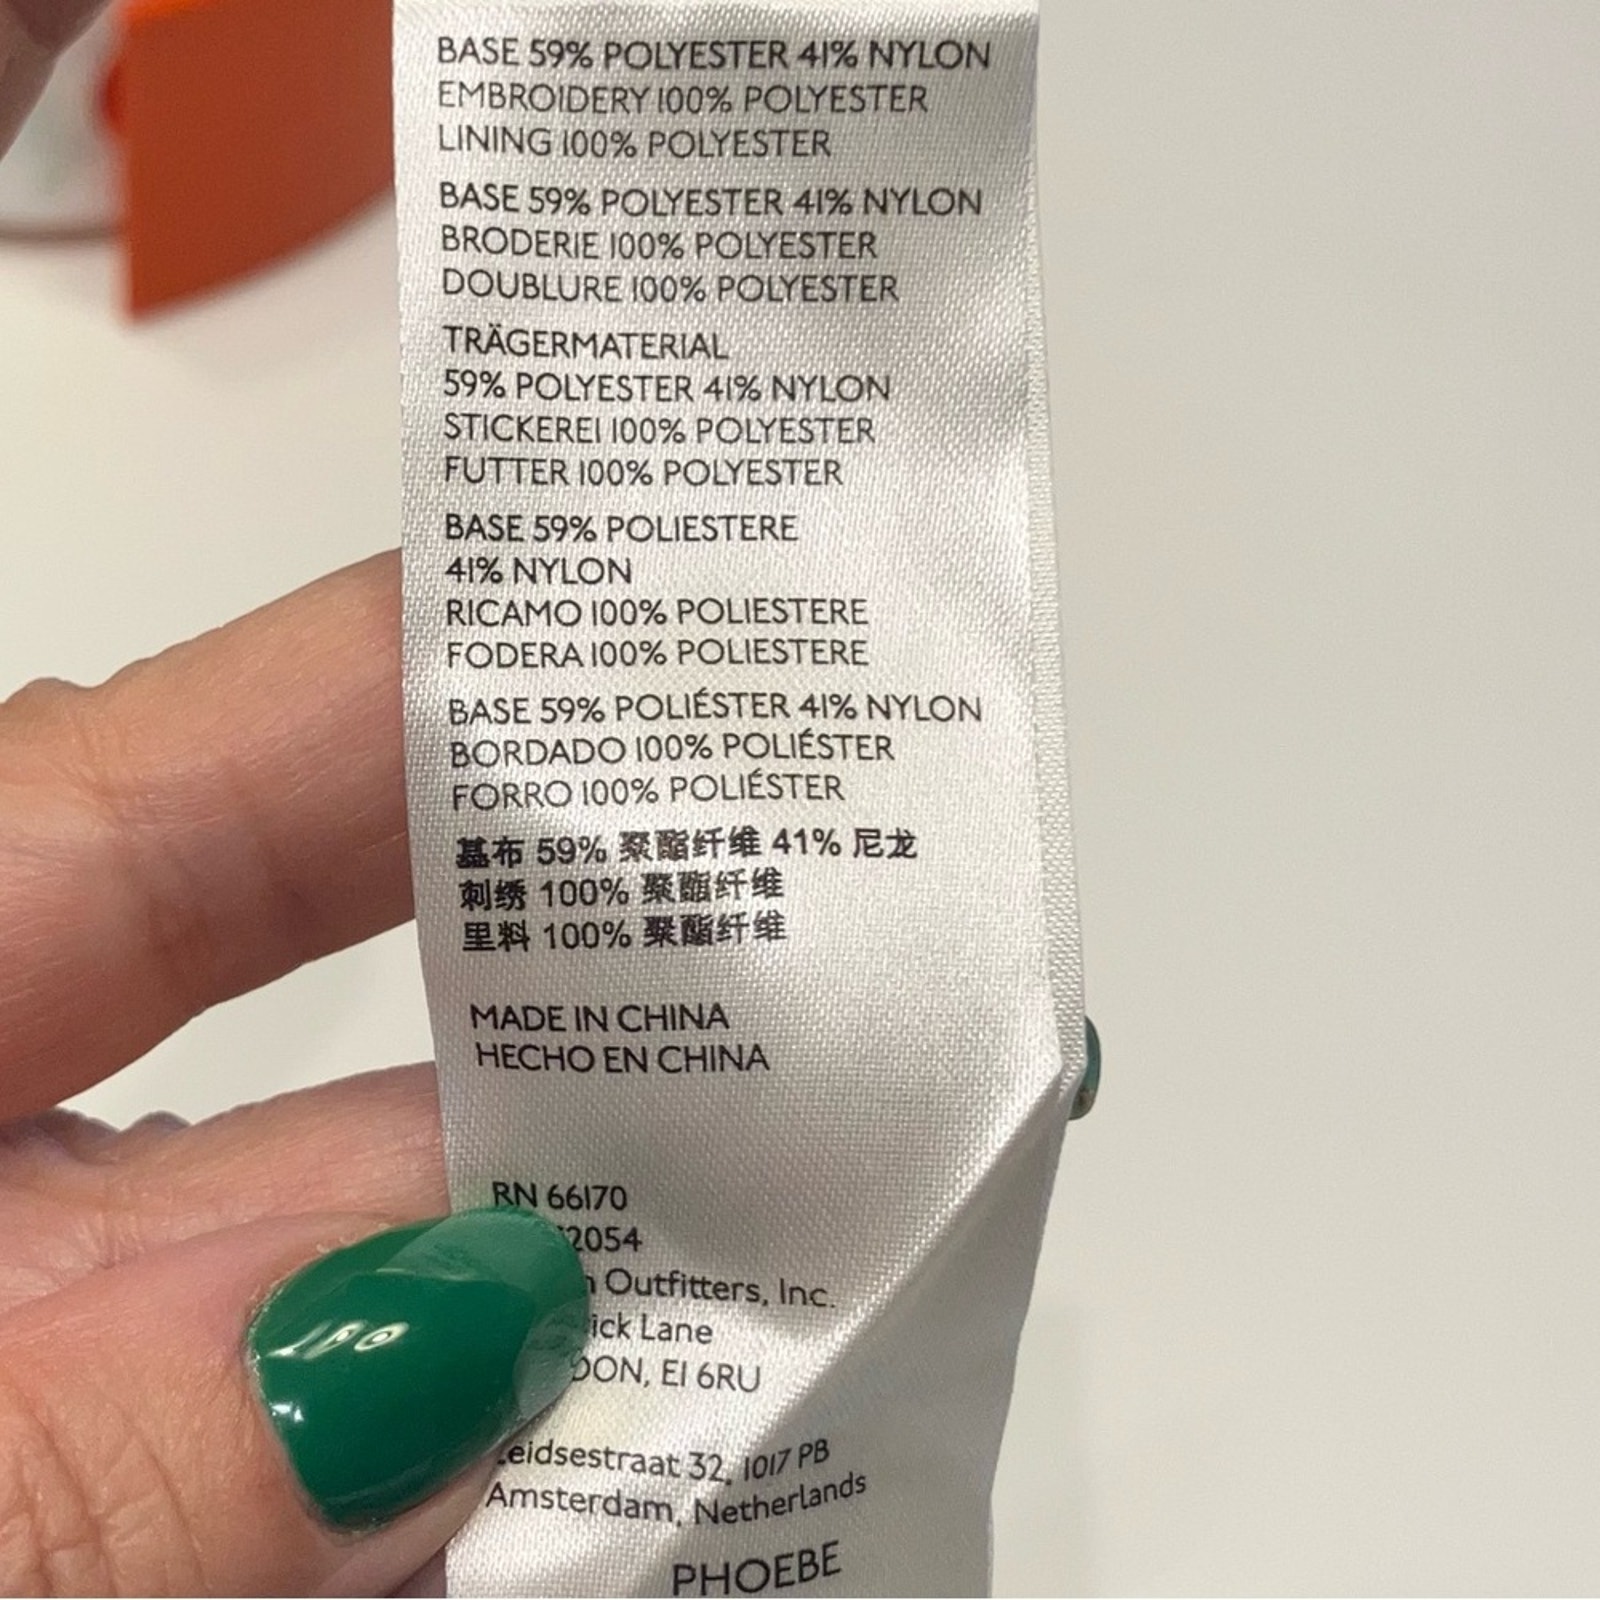 BASE 59% POLYESTER 41% NYLON
EMBROIDERY 100% POLYESTER
LINING 100% POLYESTER
BASE 59% POLYESTER 41% NYLON
BRODERIE 100% POLYESTER
DOUBLURE 100% POLYESTER
TRÄGERMATERIAL
59% POLYESTER 41% NYLON
STICKEREI 100% POLYESTER
FUTTER 100% POLYESTER
BASE 59% POLIESTERE
41% NYLON
RICAMO 100% POLIESTERE
FODERA 100% POLIESTERE
BASE 59% POLIÉSTER 41% NYLON
BORDADO 100% POLIÉSTER
FORRO 100% POLIÉSTER
基布 59% 聚酯纤维 41% 尼龙
刺绣 100% 聚酯纤维
里料 100% 聚酯纤维
MADE IN CHINA
HECHO EN CHINA
RN 66170
Outfitters, Inc.
Lane
E1 6RU
32, 1017 PB
Amsterdam, Netherlands
PHOEBE